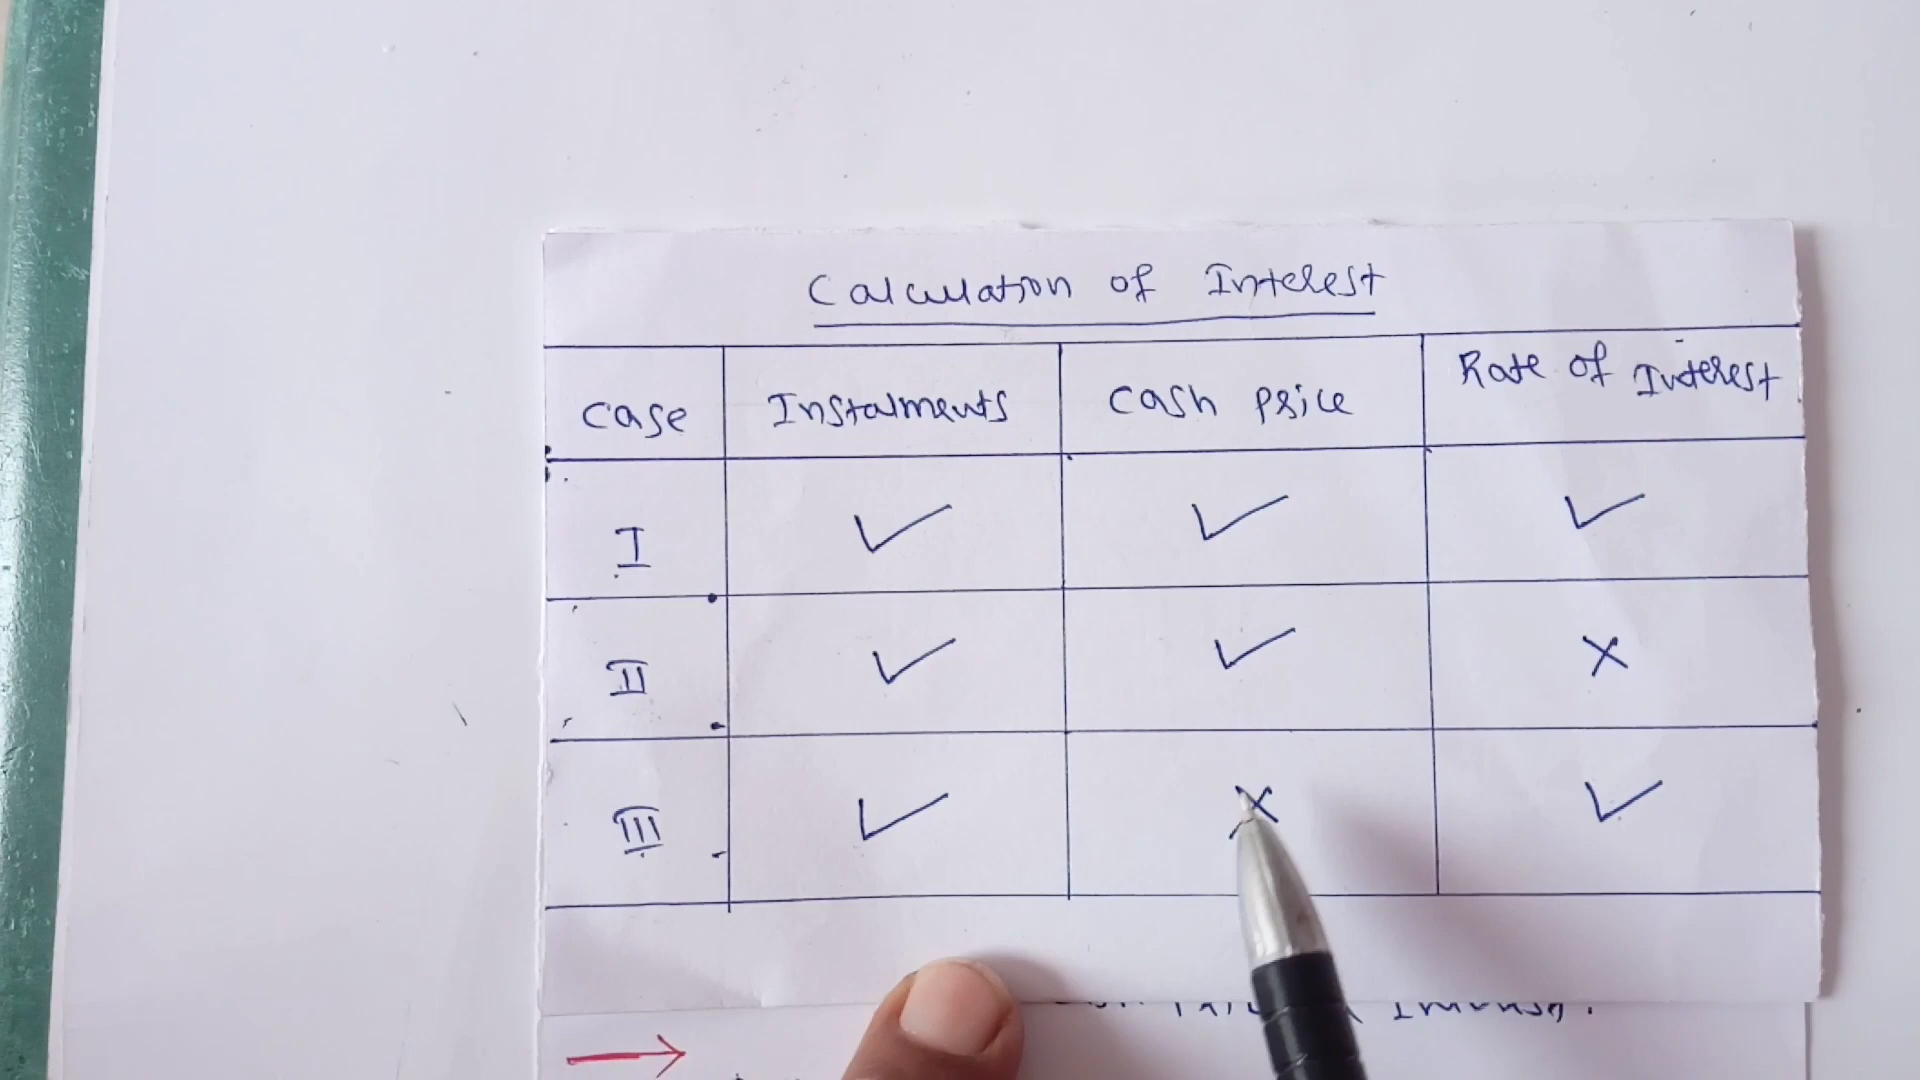 Calculation of Interest
Case Instalments Cash price Rate of Interest
I ✓ ✓ ✓
II ✓ ✓ ✗
III ✓ ✗ ✓